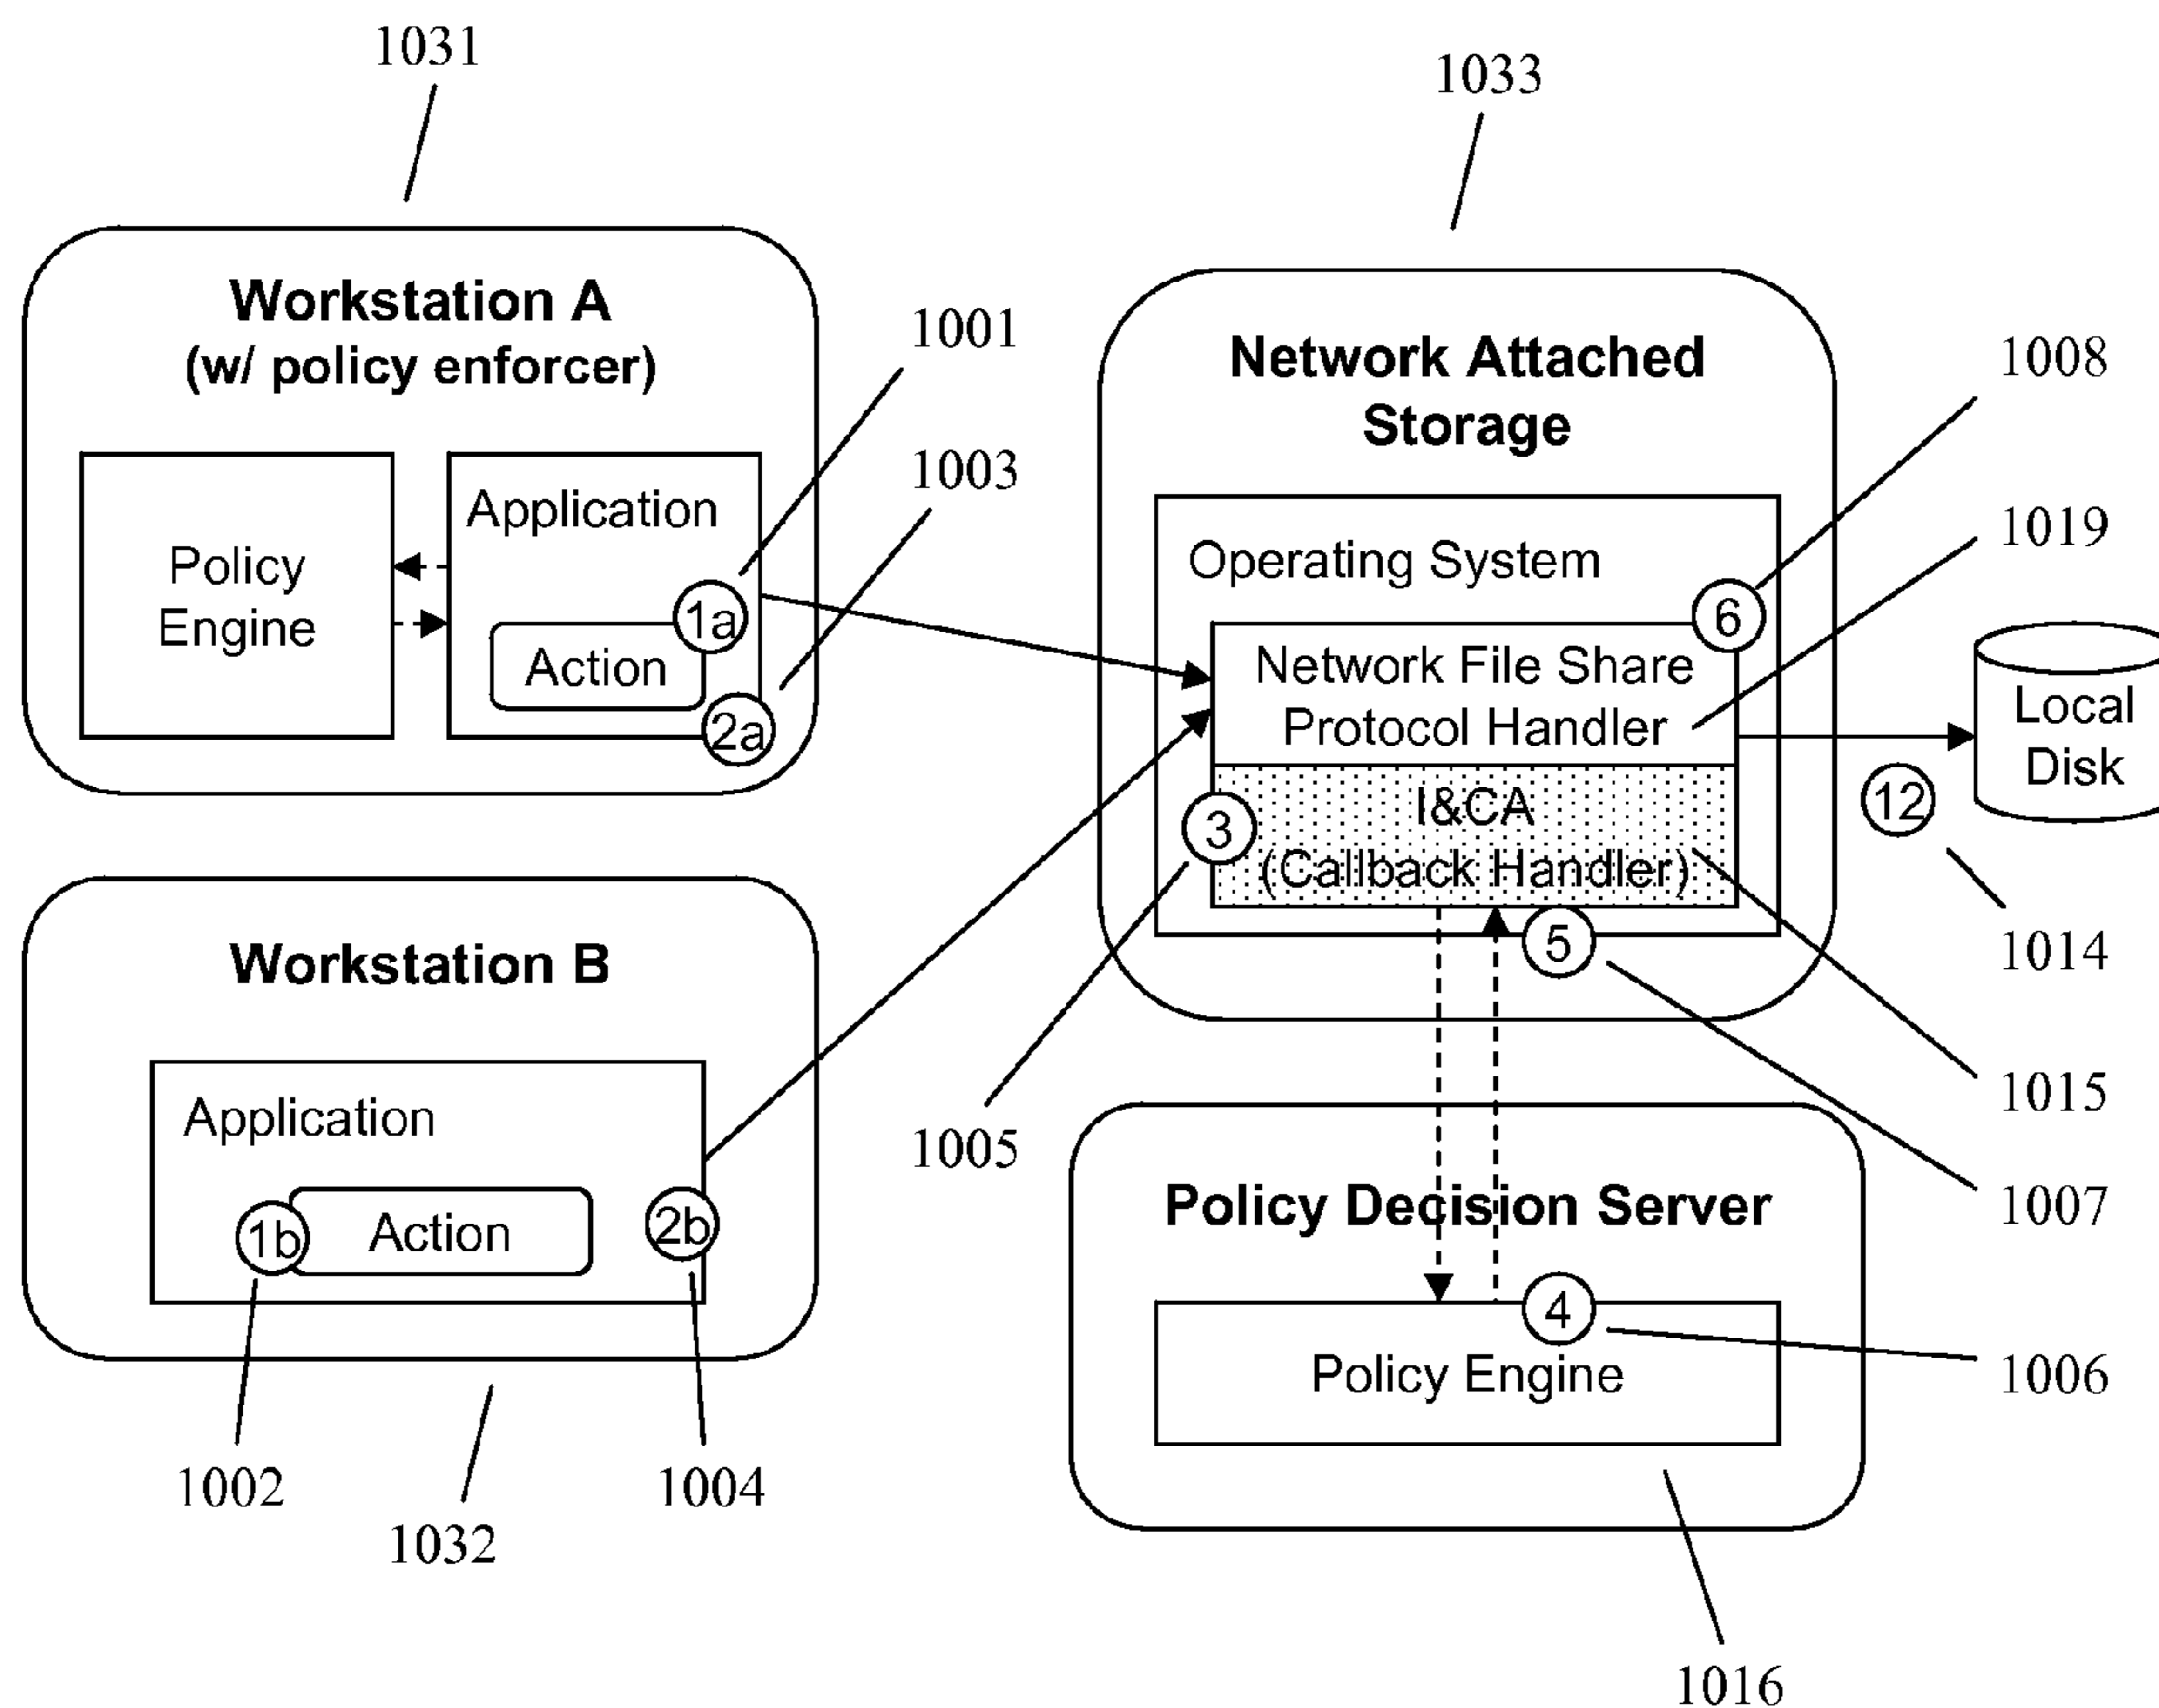 1031
1033
Workstation A
(w/ policy enforcer)
Policy
Engine
Application
Action
1a
2a
1001
1003
Network Attached
Storage
Operating System
6
Network File Share
Protocol Handler
I&CA
(Callback Handler)
3
5
1008
1019
Local
Disk
12
1014
1015
1007
1005
Workstation B
Application
1b
Action
2b
1002
1004
1032
Policy Decision Server
4
Policy Engine
1006
1016